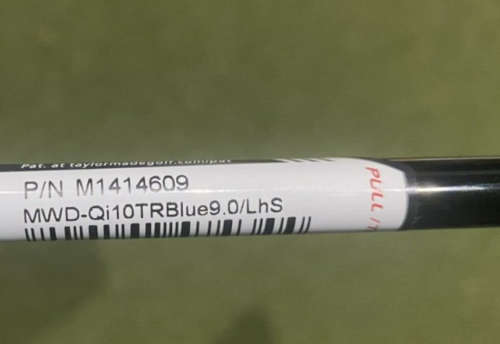 Pat. at taylormadegolf.com/pat
P/N M1414609
MWD-Qi10TRBlue9.0/LhS
PULL